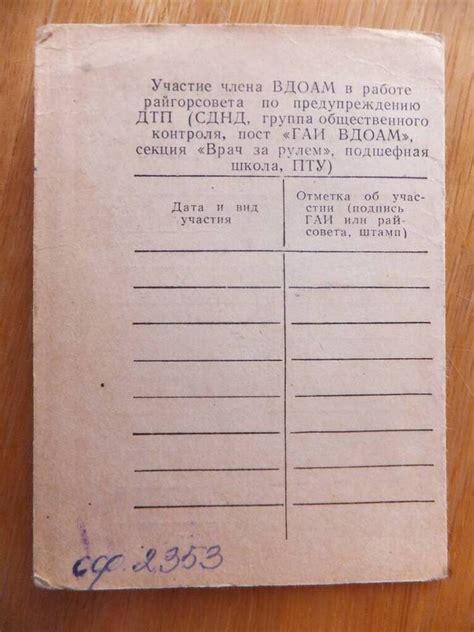 Участие члена ВДОАМ в работе
райгорсовета по предупреждению
ДТП (СДНД, группа общественного
контроля, пост «ГАИ ВДОАМ»,
секция «Врач за рулем», подшефная
школа, ПТУ)
Дата и вид
участия
Отметка об учас-
стии (подпись
ГАИ или рай-
совета, штамп)
сф. 2353